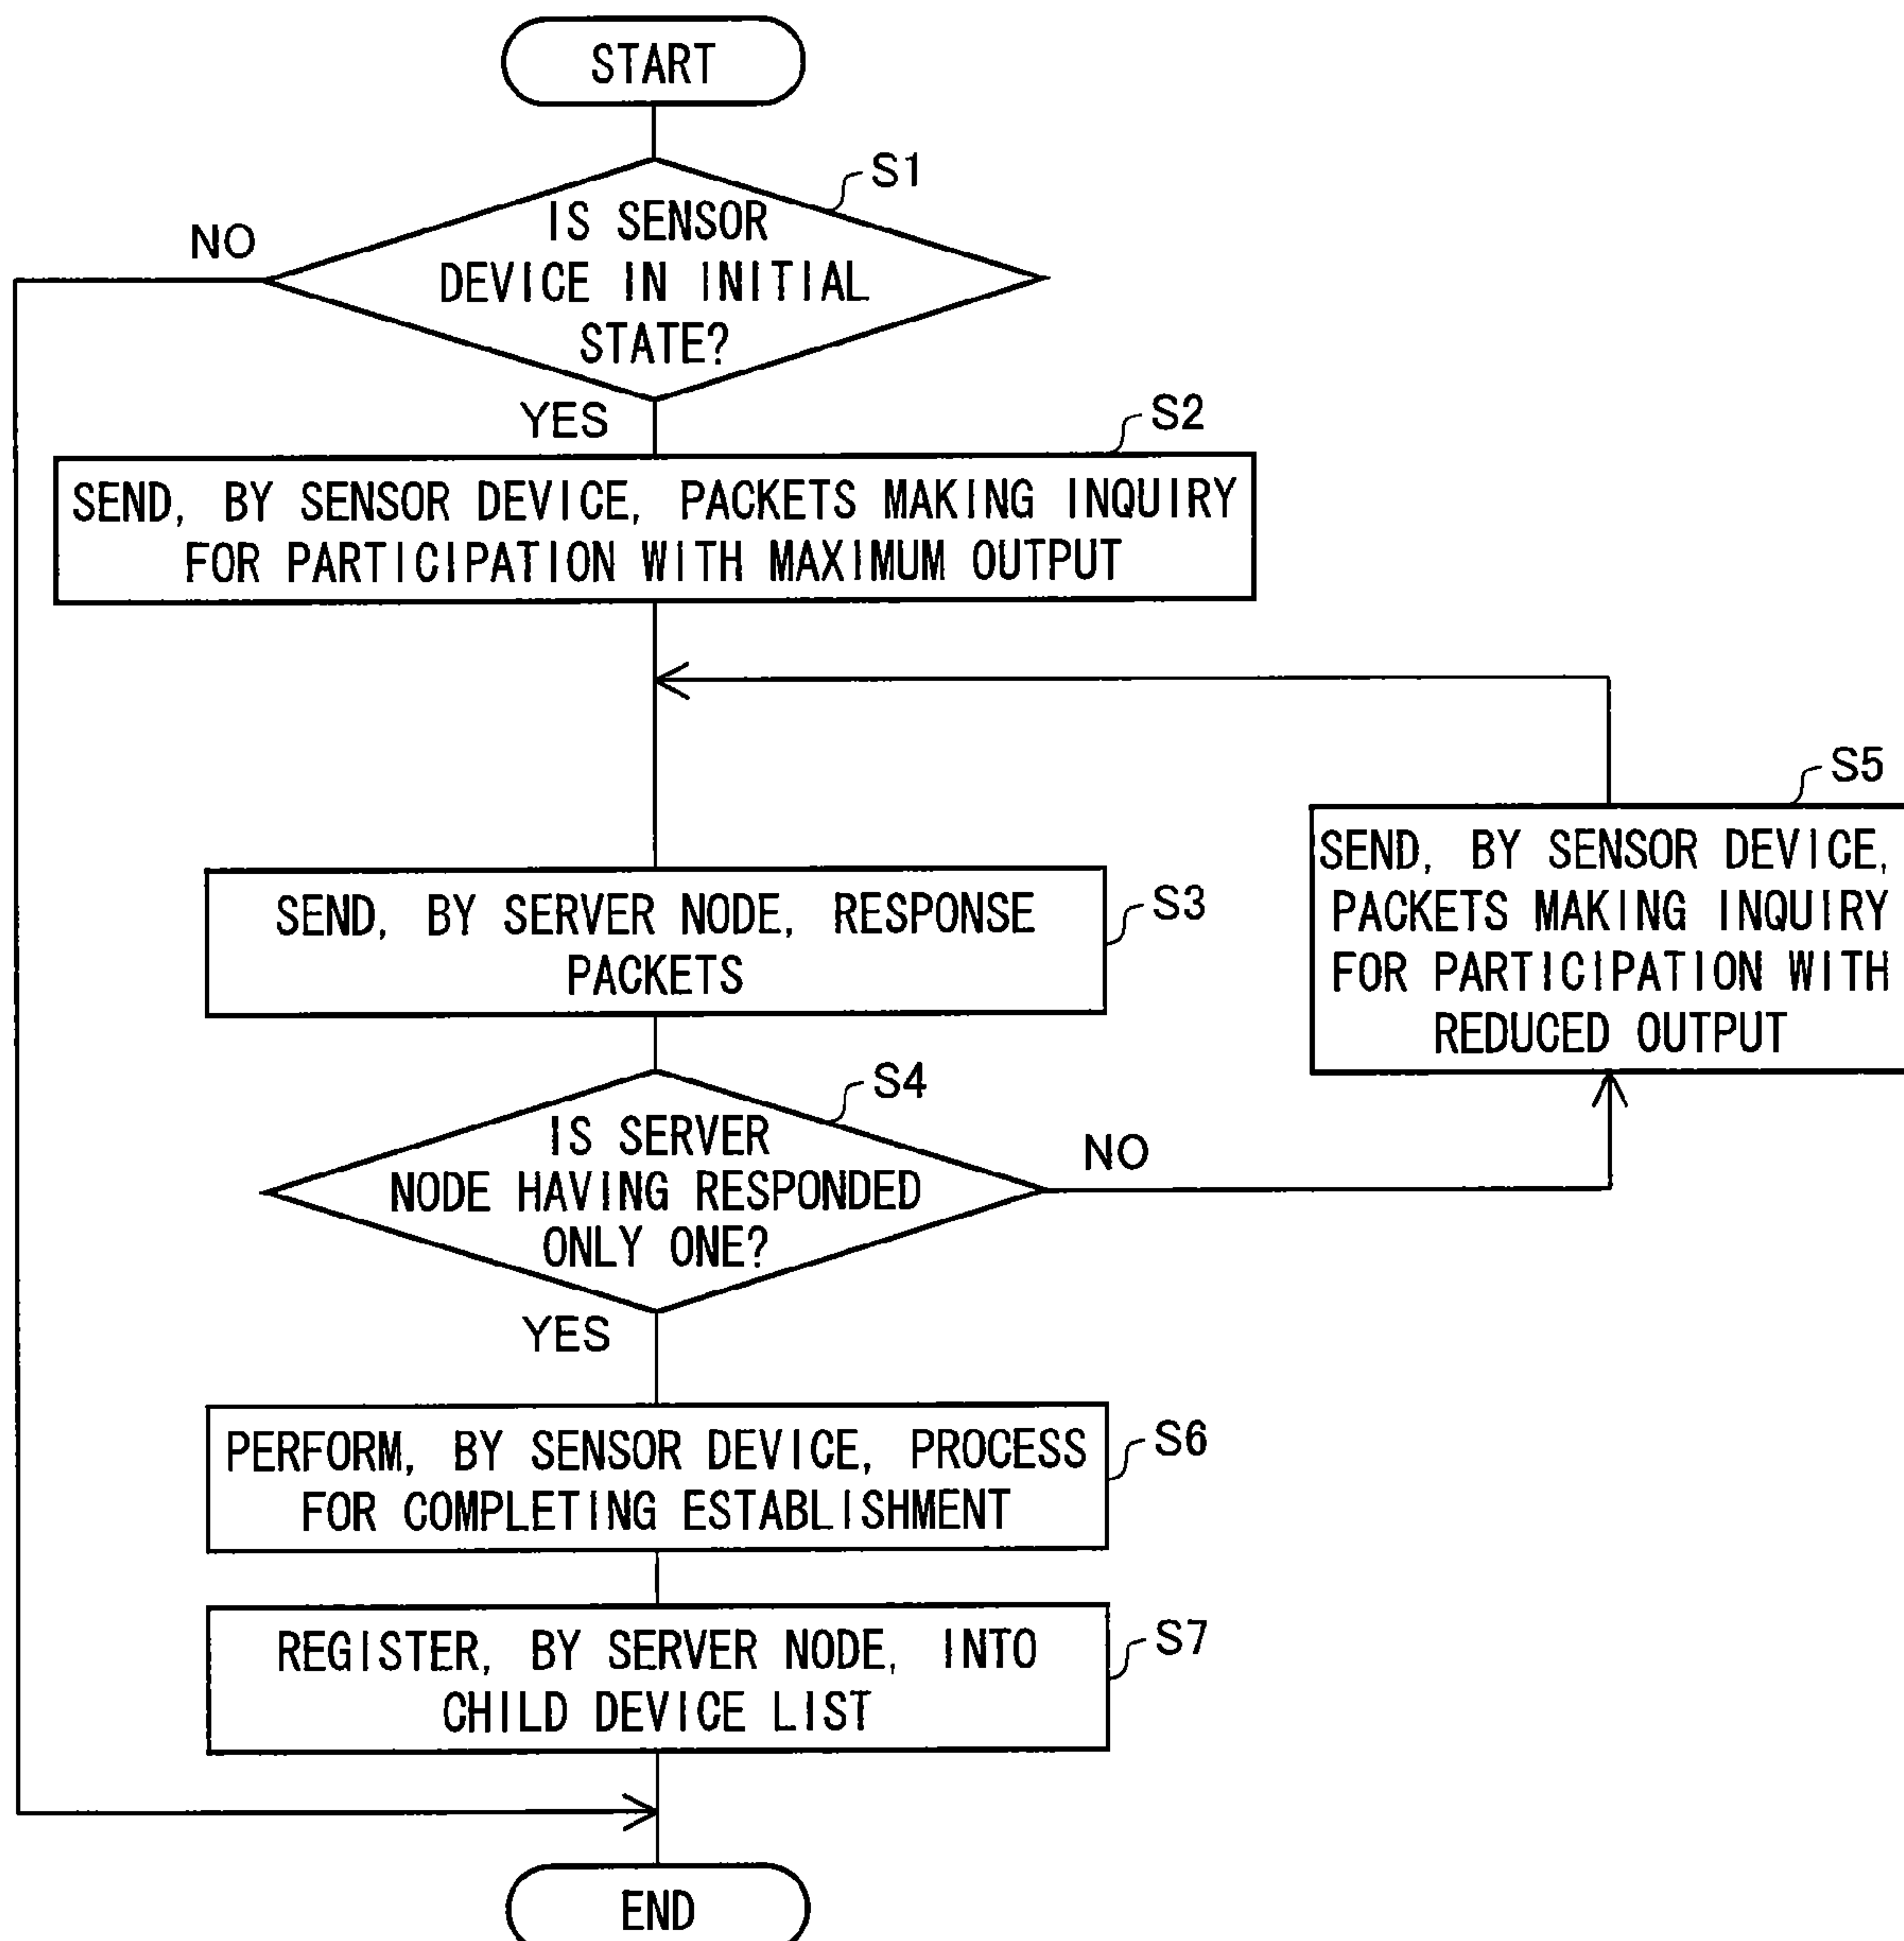 START
S1
IS SENSOR
DEVICE IN INITIAL
STATE?
NO
YES
S2
SEND, BY SENSOR DEVICE, PACKETS MAKING INQUIRY
FOR PARTICIPATION WITH MAXIMUM OUTPUT
S5
SEND, BY SENSOR DEVICE,
PACKETS MAKING INQUIRY
FOR PARTICIPATION WITH
REDUCED OUTPUT
SEND, BY SERVER NODE, RESPONSE
PACKETS
S3
S4
IS SERVER
NODE HAVING RESPONDED
ONLY ONE?
NO
YES
PERFORM, BY SENSOR DEVICE, PROCESS
FOR COMPLETING ESTABLISHMENT
S6
REGISTER, BY SERVER NODE, INTO
CHILD DEVICE LIST
S7
END